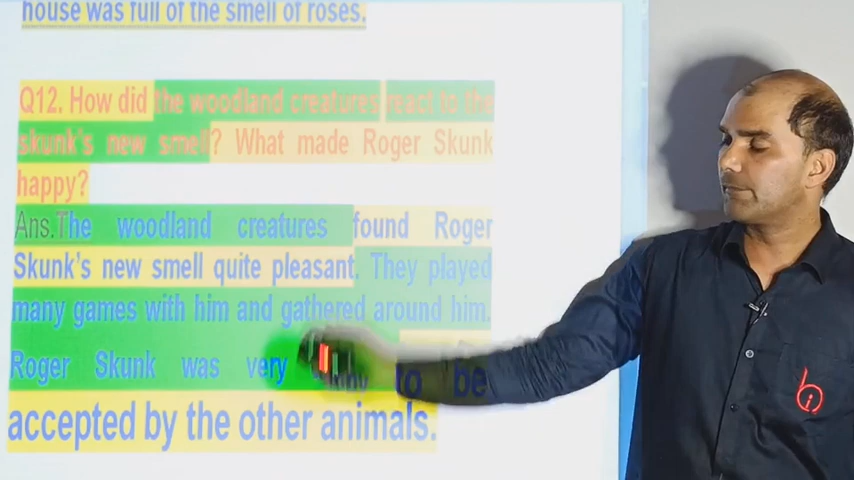 house was full of the smell of roses.
Q12. How did the woodland creatures react to the
skunk's new smell? What made Roger Skunk
happy?
Ans.The woodland creatures found Roger
Skunk's new smell quite pleasant. They played
many games with him and gathered around him.
Roger Skunk was very to be
accepted by the other animals.